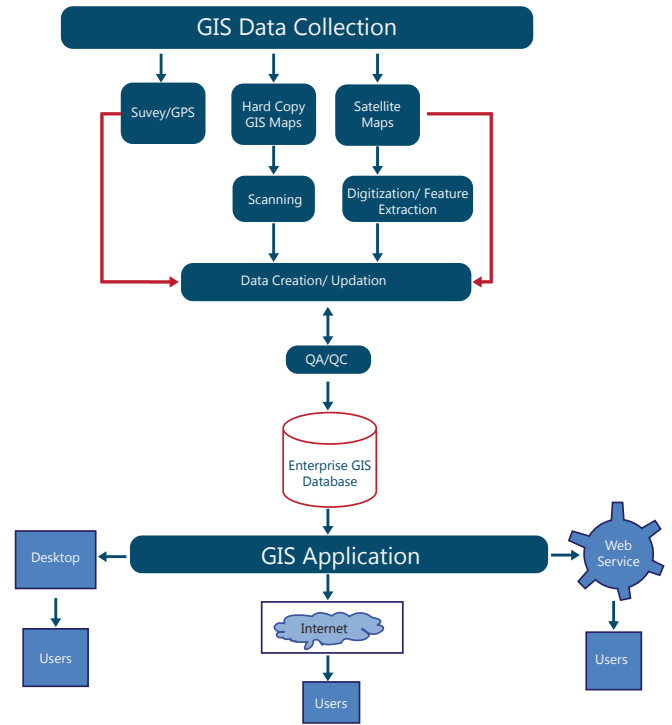 GIS Data Collection
Suvey/GPS
Hard Copy
GIS Maps
Satellite
Maps
Scanning
Digitization/ Feature
Extraction
Data Creation/ Updation
QA/QC
Enterprise GIS
Database
Desktop
GIS Application
Web
Service
Internet
Users
Users
Users